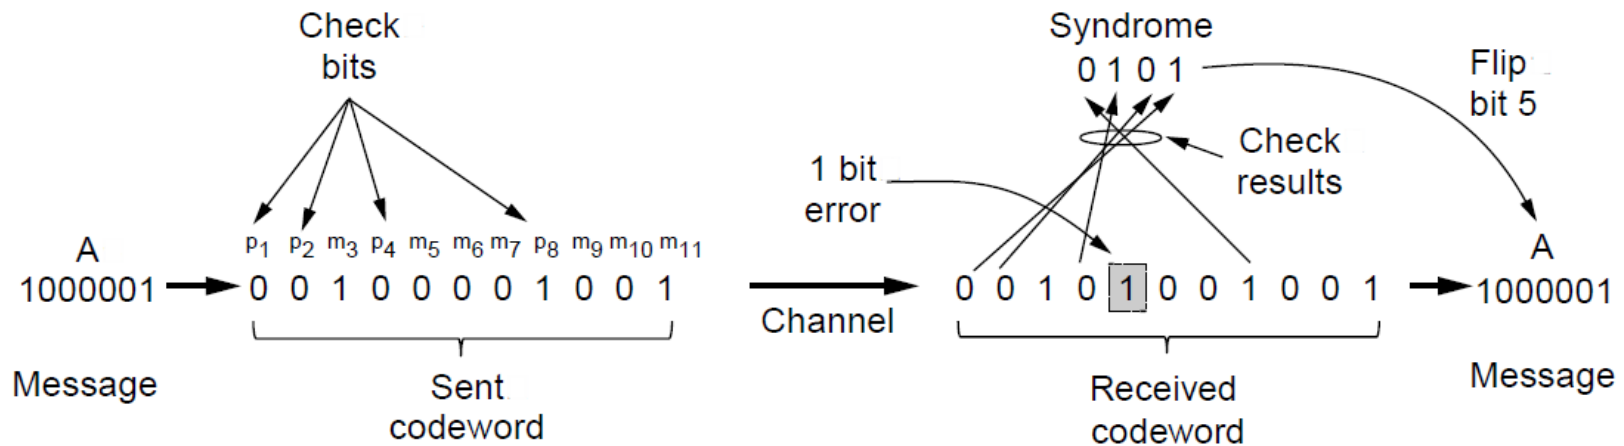 Check
bits
Syndrome
0 1 0 1
Flip
bit 5
Check
results
1 bit
error
A
p1 p2 m3 p4 m5 m6 m7 p8 m9 m10 m11
A
1000001
0 0 1 0 0 0 0 1 0 0 1
0 0 1 0 1 0 0 1 0 0 1
1000001
Channel
Message
Sent
codeword
Received
codeword
Message